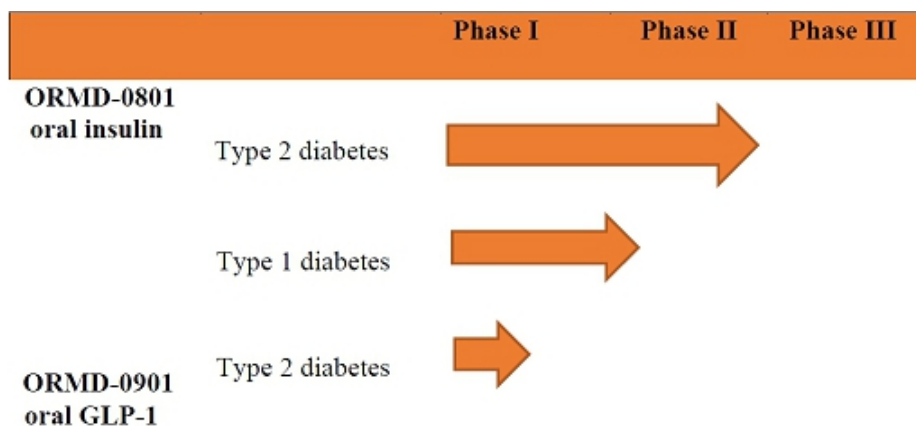 Phase I Phase II Phase III
ORMD-0801
oral insulin
Type 2 diabetes
Type 1 diabetes
Type 2 diabetes
ORMD-0901
oral GLP-1